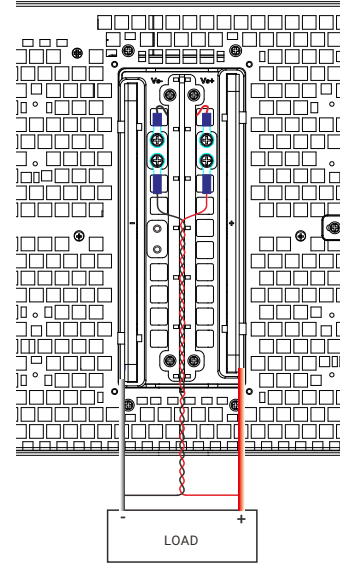 Vs- Vs+
- +
- +
LOAD